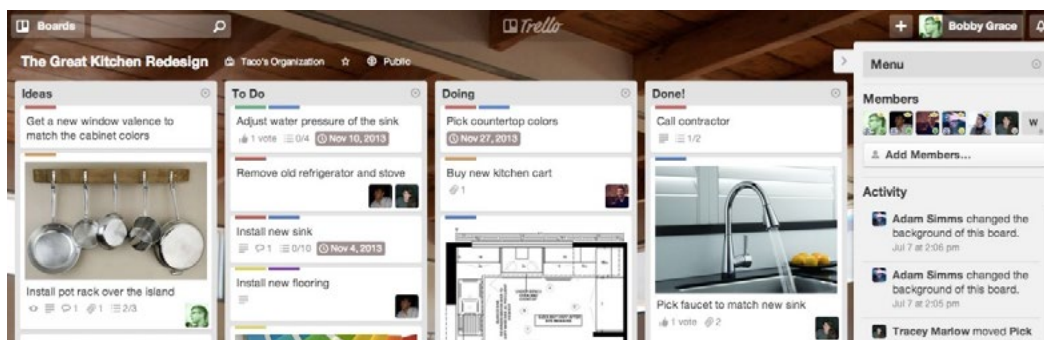 Boards
Trello
Bobby Grace
The Great Kitchen Redesign
Taco's Organization
Public
Ideas
Get a new window valence to
match the cabinet colors
Install pot rack over the island
1 1 2/3
To Do
Adjust water pressure of the sink
1 vote 0/4 Nov 10, 2013
Remove old refrigerator and stove
Install new sink
1 0/10 Nov 4, 2013
Install new flooring
Doing
Pick countertop colors
Nov 27, 2013
Buy new kitchen cart
1
Done!
Call contractor
1/2
Pick faucet to match new sink
1 vote 2
Menu
Members
W
Add Members...
Activity
Adam Simms changed the
background of this board.
Jul 7 at 2:06 pm
Adam Simms changed the
background of this board.
Jul 7 at 2:05 pm
Tracey Marlow moved Pick